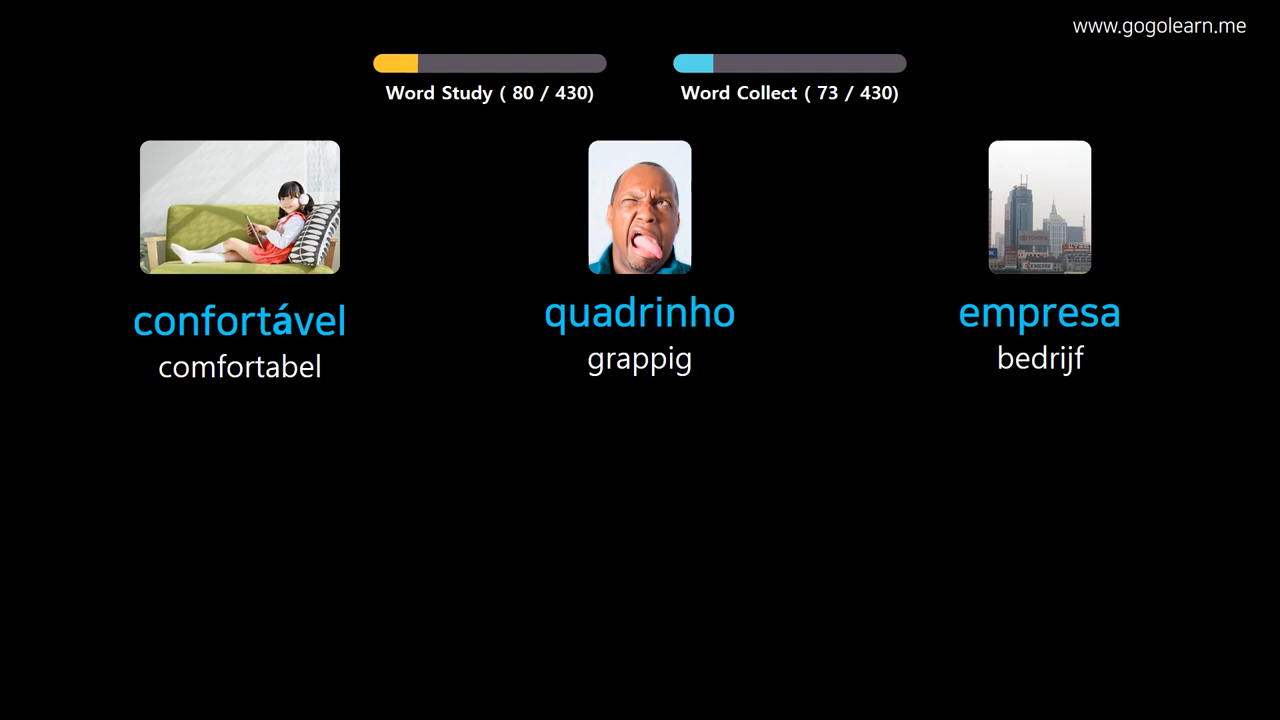 www.gogolearn.me
Word Study ( 80 / 430)
Word Collect ( 73 / 430)
confortável
comfortabel
quadrinho
grappig
empresa
bedrijf